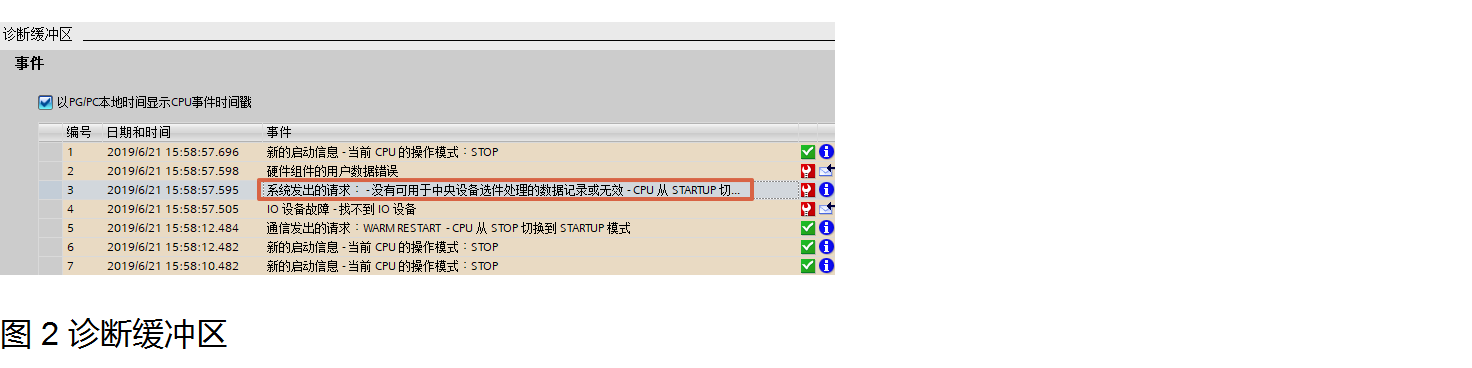 诊断缓冲区
事件
以PG/PC本地时间显示CPU事件时间戳
编号 日期和时间 事件
1 2019/6/21 15:58:57.696 新的启动信息 - 当前 CPU 的操作模式：STOP
2 2019/6/21 15:58:57.598 硬件组件的用户数据错误
3 2019/6/21 15:58:57.595 系统发出的请求： - 没有可用于中央设备选件处理的数据记录或无效 - CPU 从 STARTUP 切...
4 2019/6/21 15:58:57.505 IO 设备故障 - 找不到 IO 设备
5 2019/6/21 15:58:12.484 通信发出的请求：WARM RESTART - CPU 从 STOP 切换到 STARTUP 模式
6 2019/6/21 15:58:12.482 新的启动信息 - 当前 CPU 的操作模式：STOP
7 2019/6/21 15:58:10.482 新的启动信息 - 当前 CPU 的操作模式：STOP
图 2 诊断缓冲区